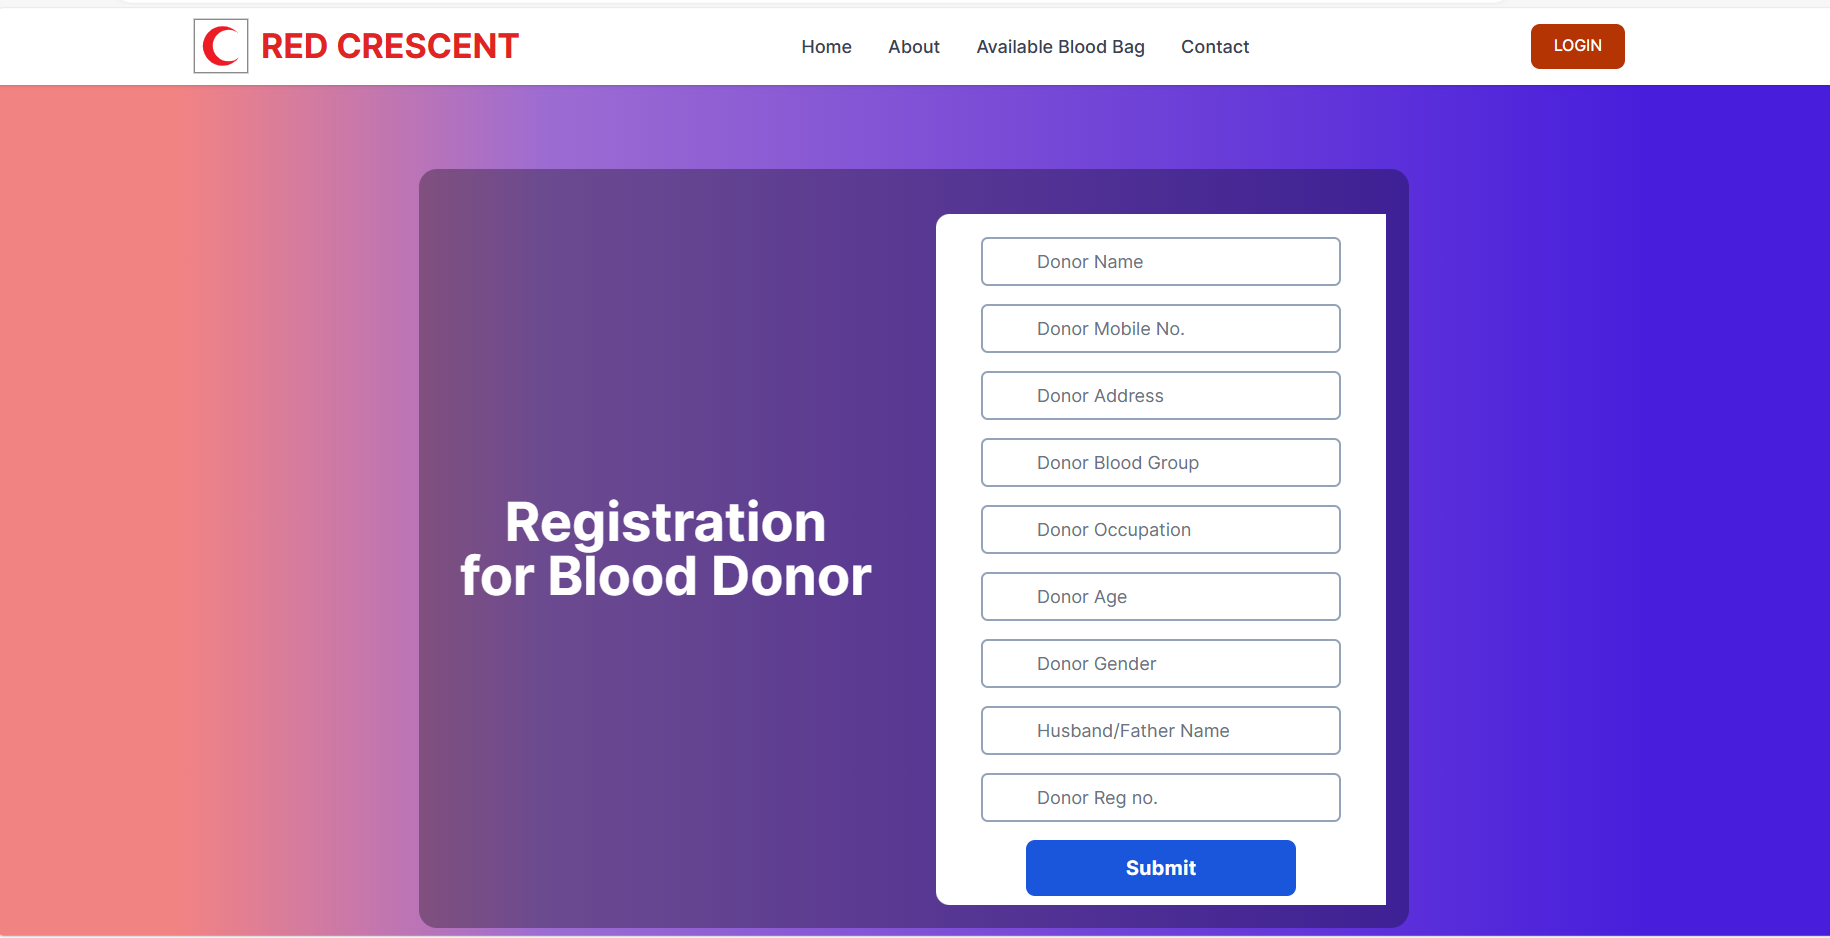 RED CRESCENT
Home About Available Blood Bag Contact
LOGIN
Registration
for Blood Donor
Donor Name
Donor Mobile No.
Donor Address
Donor Blood Group
Donor Occupation
Donor Age
Donor Gender
Husband/Father Name
Donor Reg no.
Submit